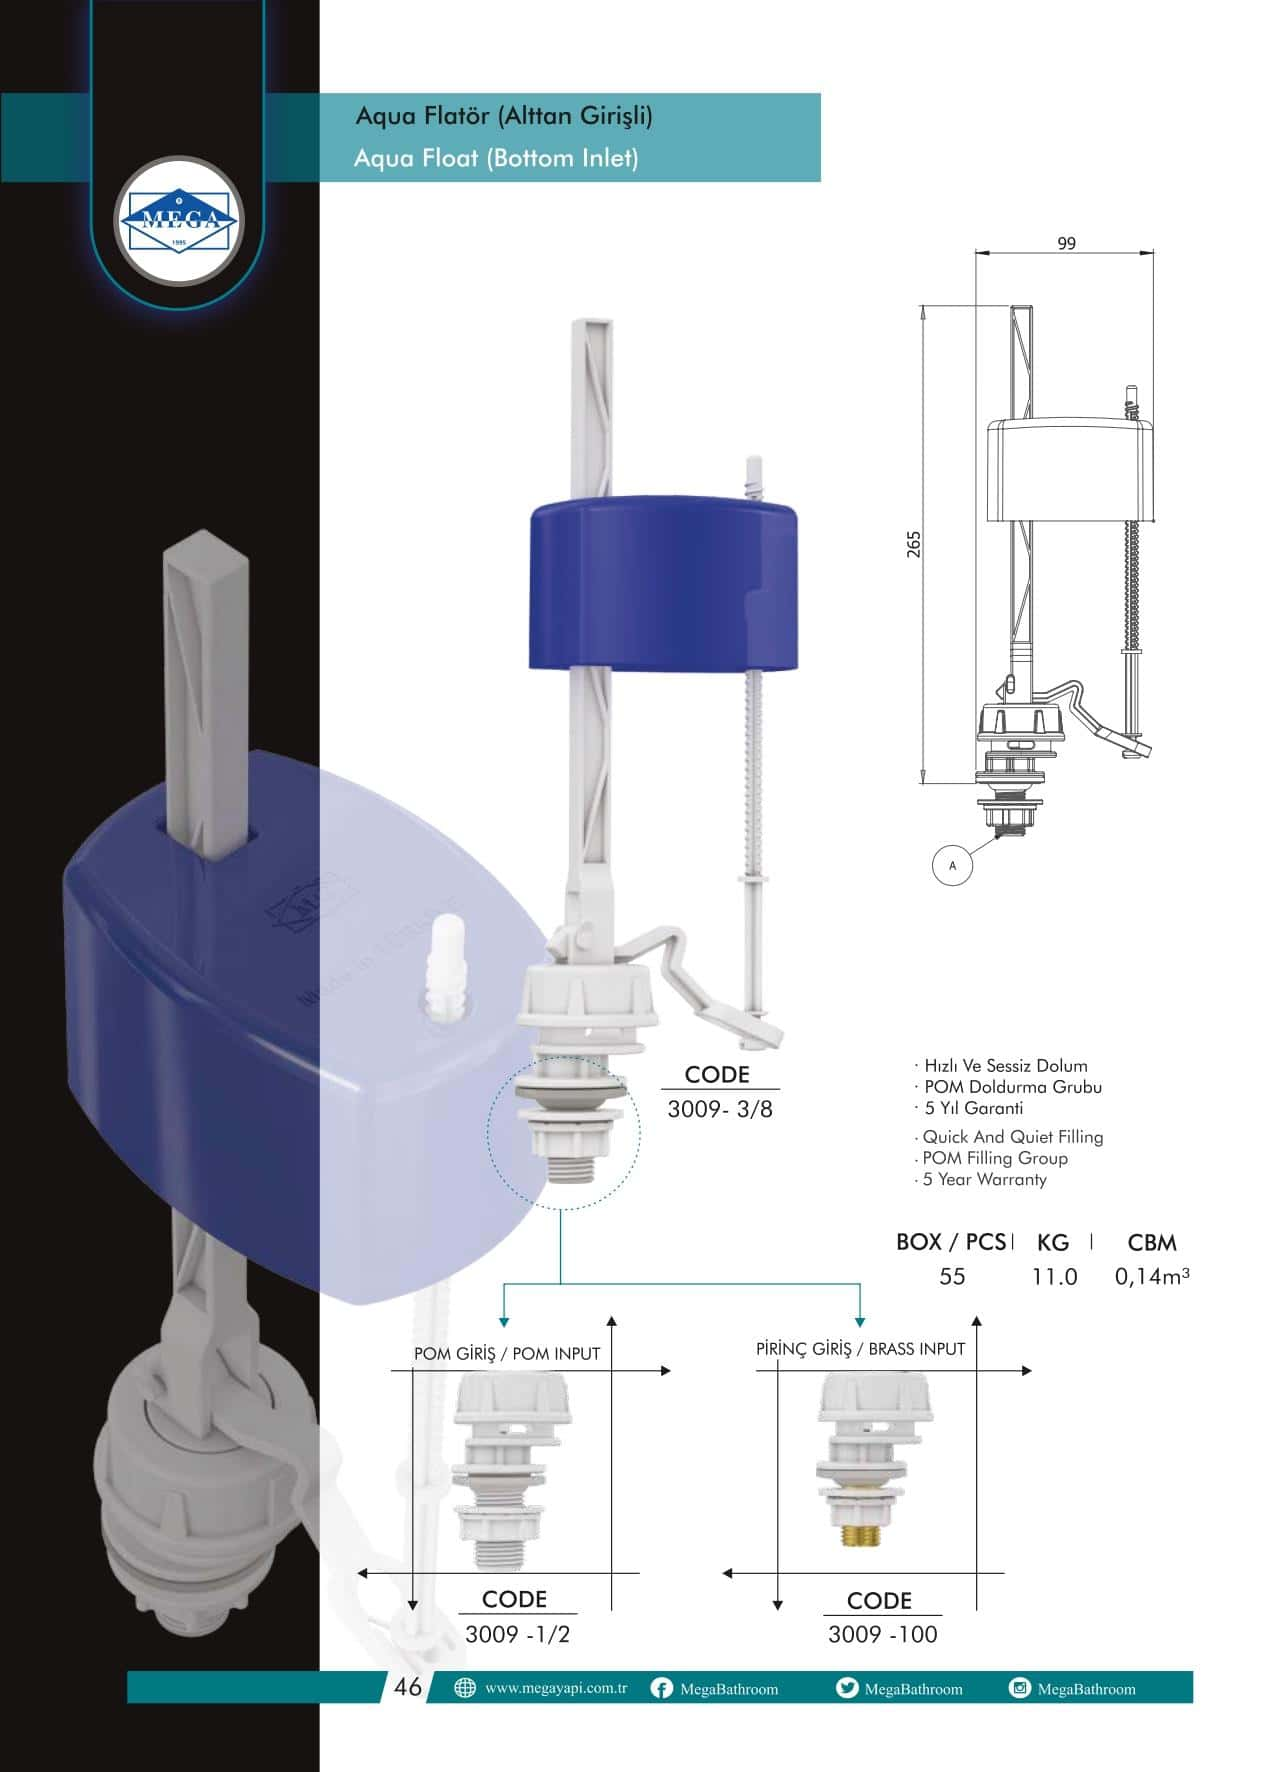 Aqua Flatör (Alttan Girişli)
Aqua Float (Bottom Inlet)
MEGA
1995
99
265
A
CODE
3009- 3/8
· Hızlı Ve Sessiz Dolum
· POM Doldurma Grubu
· 5 Yıl Garanti
· Quick And Quiet Filling
· POM Filling Group
· 5 Year Warranty
BOX / PCS | KG | CBM
55 11.0 0,14m³
POM GİRİŞ / POM INPUT
PİRİNÇ GİRİŞ / BRASS INPUT
CODE
3009 -1/2
CODE
3009 -100
46 www.megayapi.com.tr MegaBathroom MegaBathroom MegaBathroom